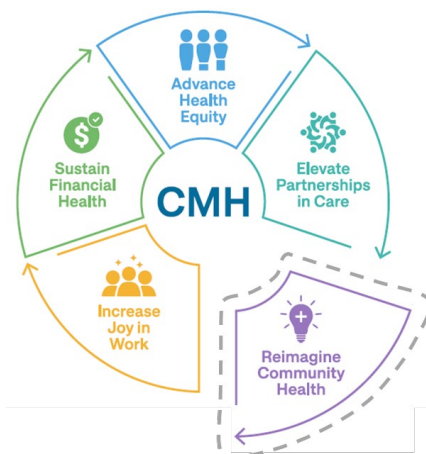 Advance
Health
Equity
Elevate
Partnerships
in Care
Reimagine
Community
Health
Increase
Joy in
Work
Sustain
Financial
Health
CMH